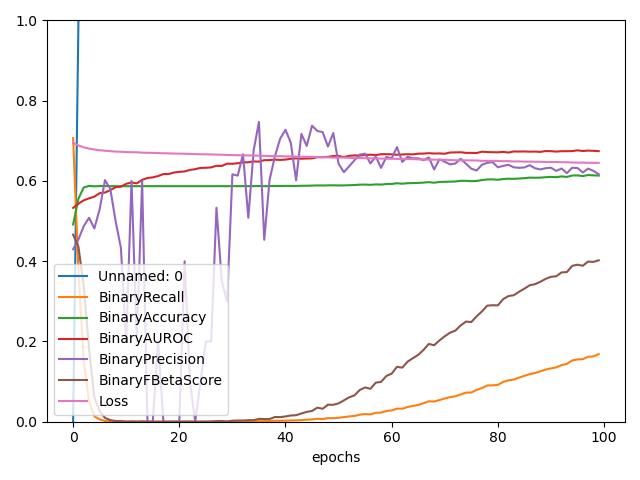 1.0
0.8
0.6
0.4
0.2
0.0
Unnamed: 0
BinaryRecall
BinaryAccuracy
BinaryAUROC
BinaryPrecision
BinaryFBetaScore
Loss
0 20 40 60 80 100
epochs